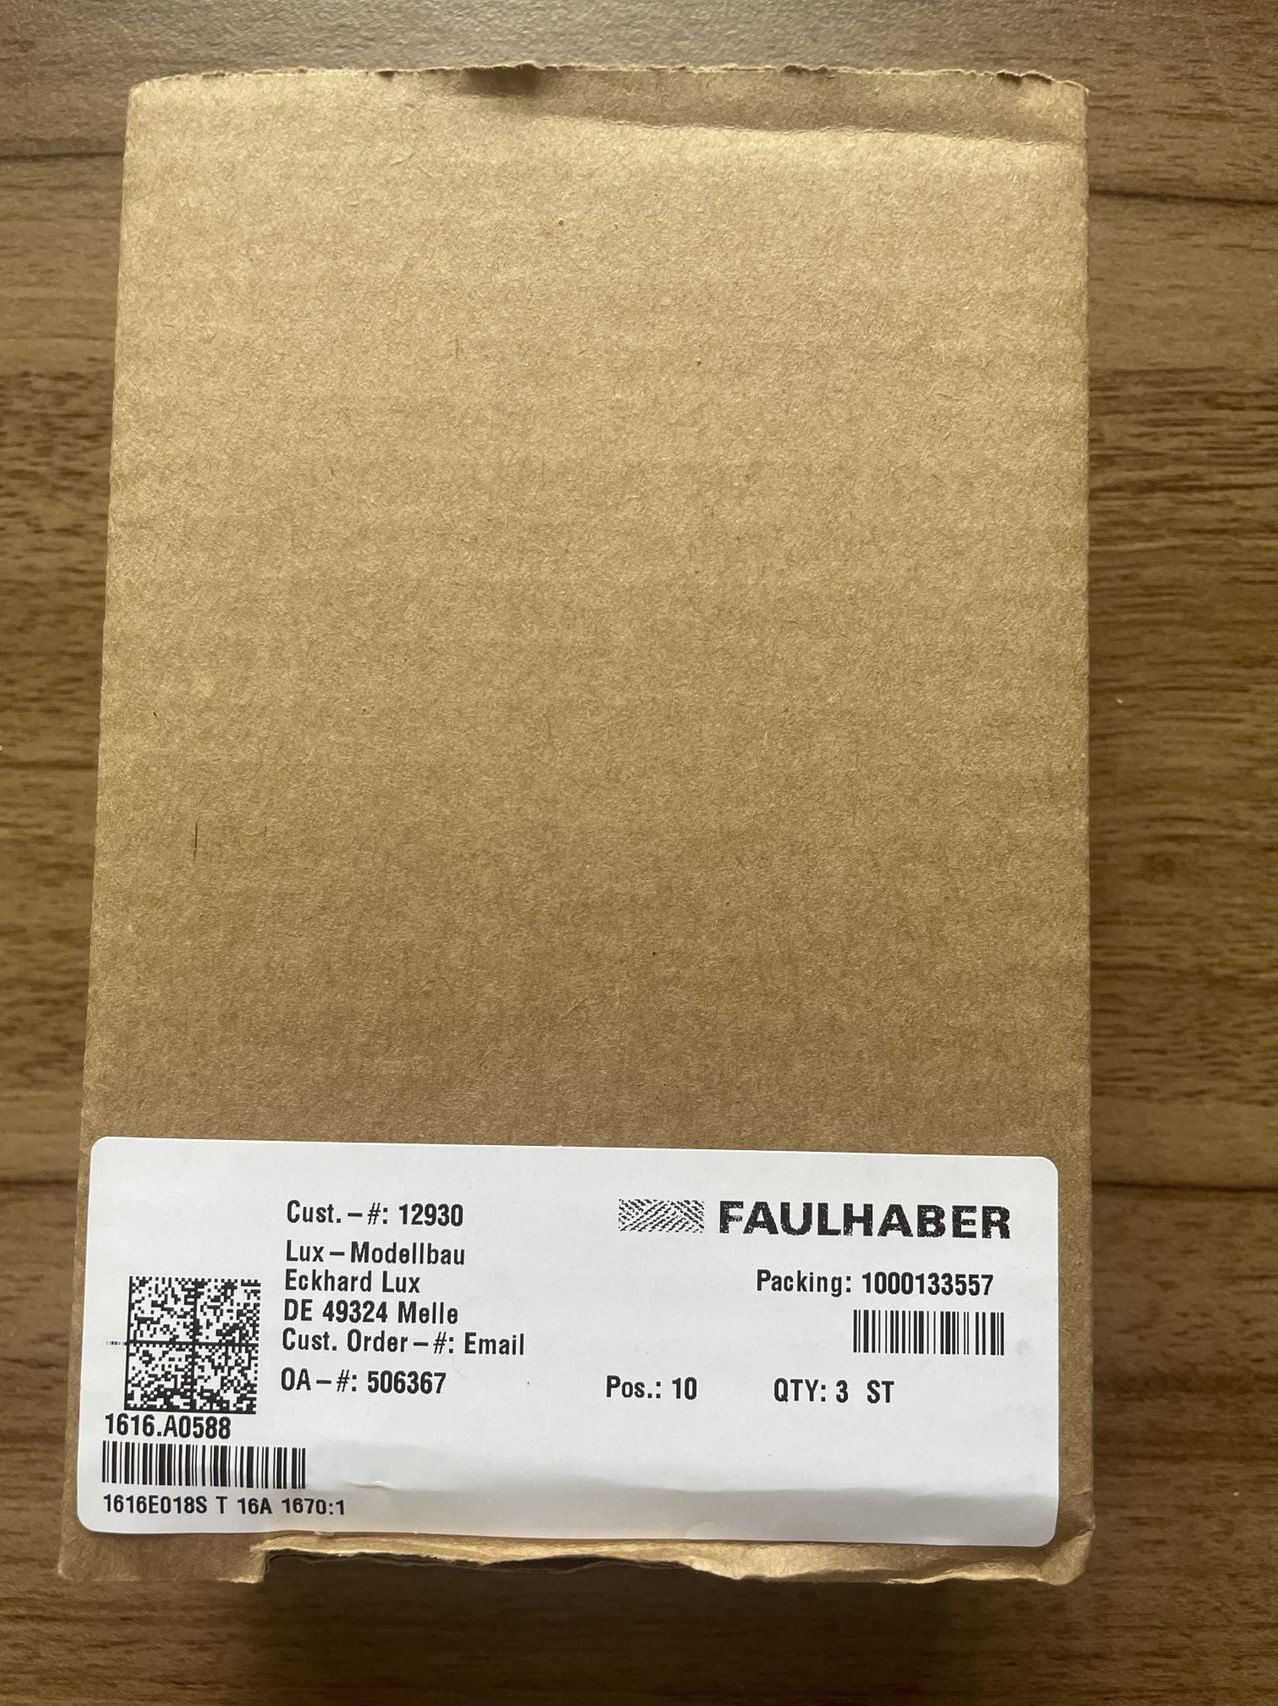 Cust.-#: 12930
Lux-Modellbau
Eckhard Lux
DE 49324 Melle
Cust. Order-#: Email
OA-#: 506367
FAULHABER
Packing: 1000133557
Pos.: 10
QTY: 3 ST
1616.A0588
1616E018S T 16A 1670:1